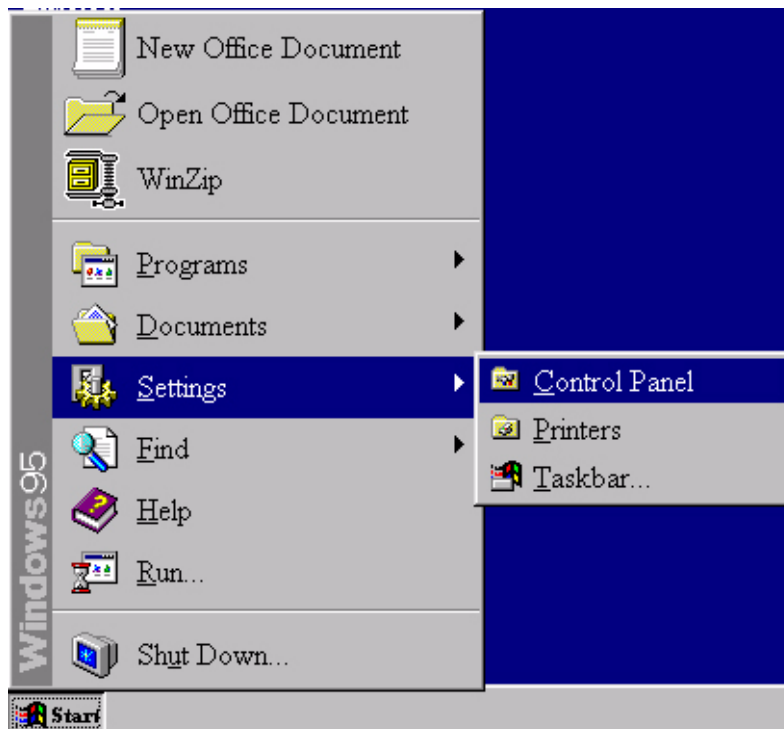 New Office Document
Open Office Document
WinZip
Programs
Documents
Settings
Find
Help
Run...
Shut Down...
Control Panel
Printers
Taskbar...
Windows95
Start